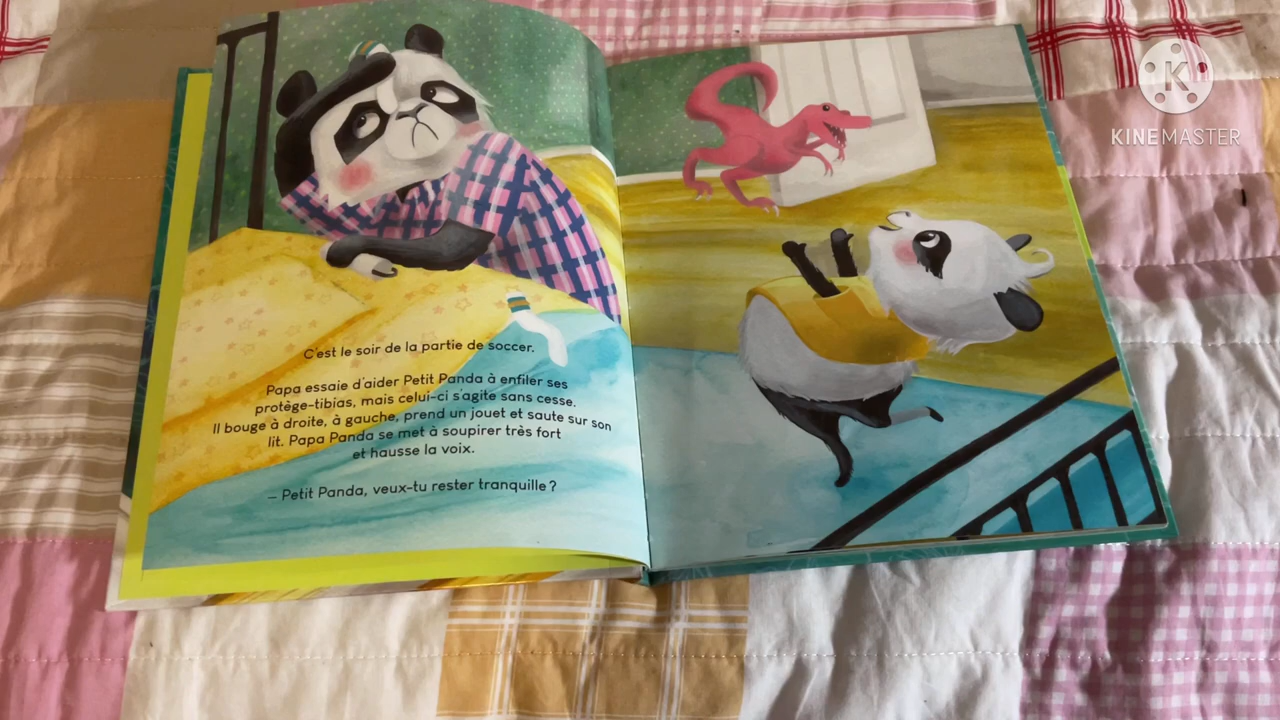 C'est le soir de la partie de soccer.
Papa essaie d'aider Petit Panda à enfiler ses
protège-tibias, mais celui-ci s'agite sans cesse.
Il bouge à droite, à gauche, prend un jouet et saute sur son
lit. Papa Panda se met à soupirer très fort
et hausse la voix.
– Petit Panda, veux-tu rester tranquille ?
K
KINEMASTER